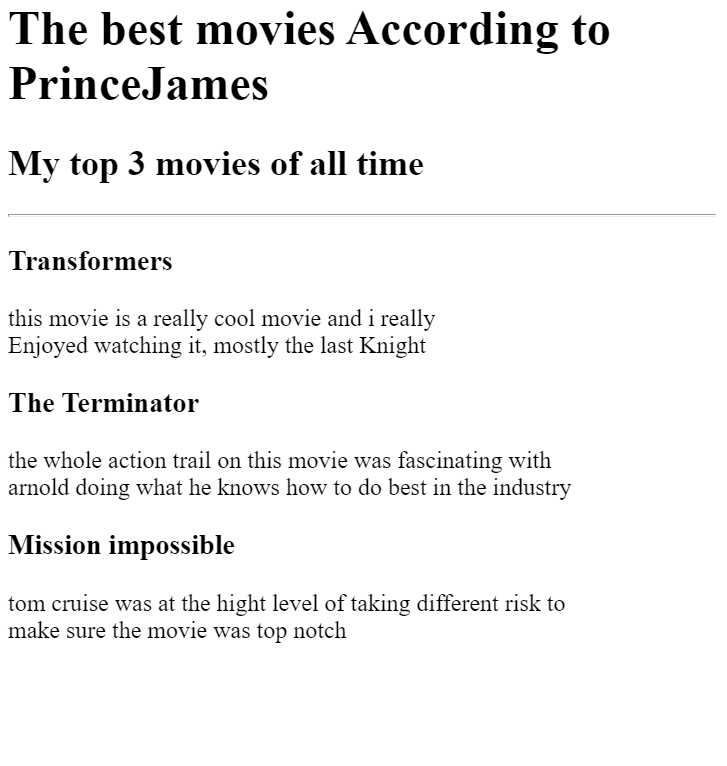 The best movies According to
PrinceJames
My top 3 movies of all time
Transformers
this movie is a really cool movie and i really
Enjoyed watching it, mostly the last Knight
The Terminator
the whole action trail on this movie was fascinating with
arnold doing what he knows how to do best in the industry
Mission impossible
tom cruise was at the hight level of taking different risk to
make sure the movie was top notch